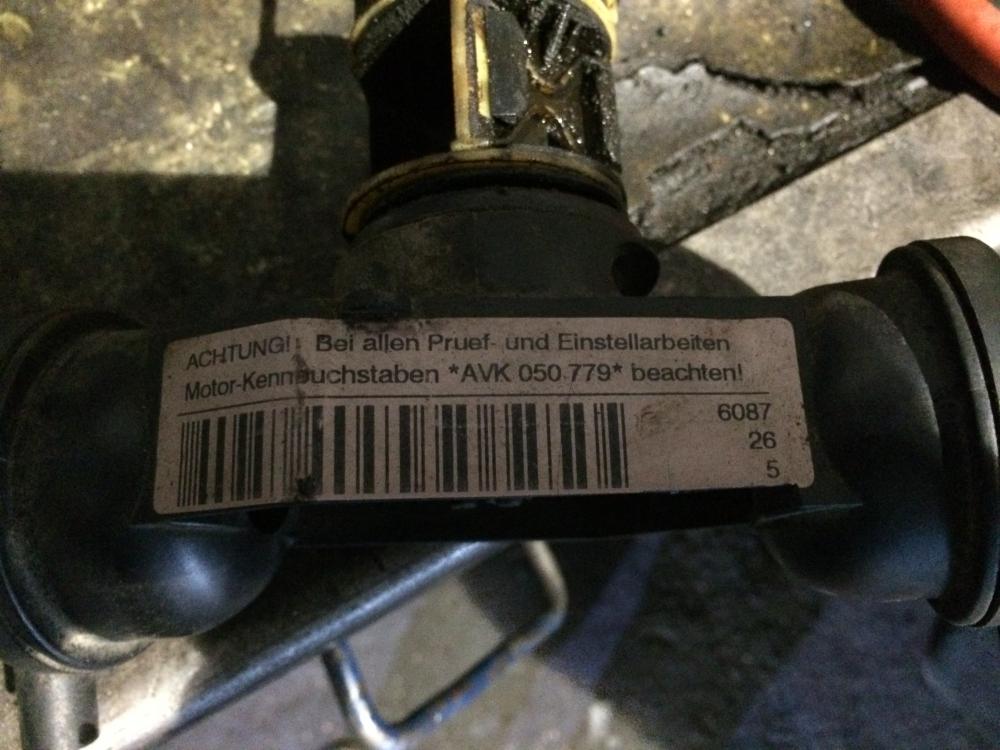 ACHTUNG! Bei allen Pruef- und Einstellarbeiten
Motor-Kennbuchstaben *AVK 050.779* beachten!
6087
26
5